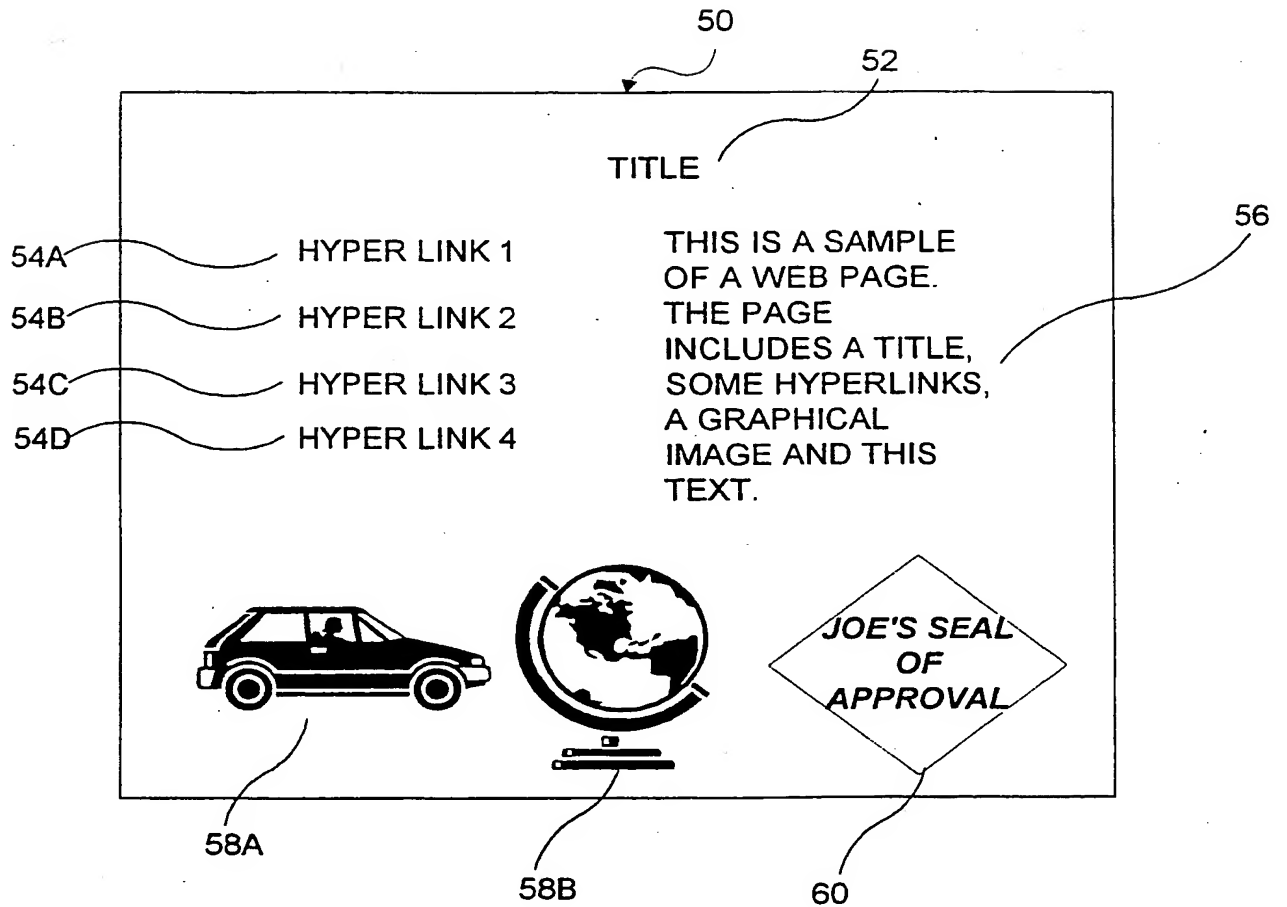 50
52
TITLE
56
54A HYPER LINK 1
54B HYPER LINK 2
54C HYPER LINK 3
54D HYPER LINK 4
THIS IS A SAMPLE
OF A WEB PAGE.
THE PAGE
INCLUDES A TITLE,
SOME HYPERLINKS,
A GRAPHICAL
IMAGE AND THIS
TEXT.
JOE'S SEAL
OF
APPROVAL
58A
58B
60